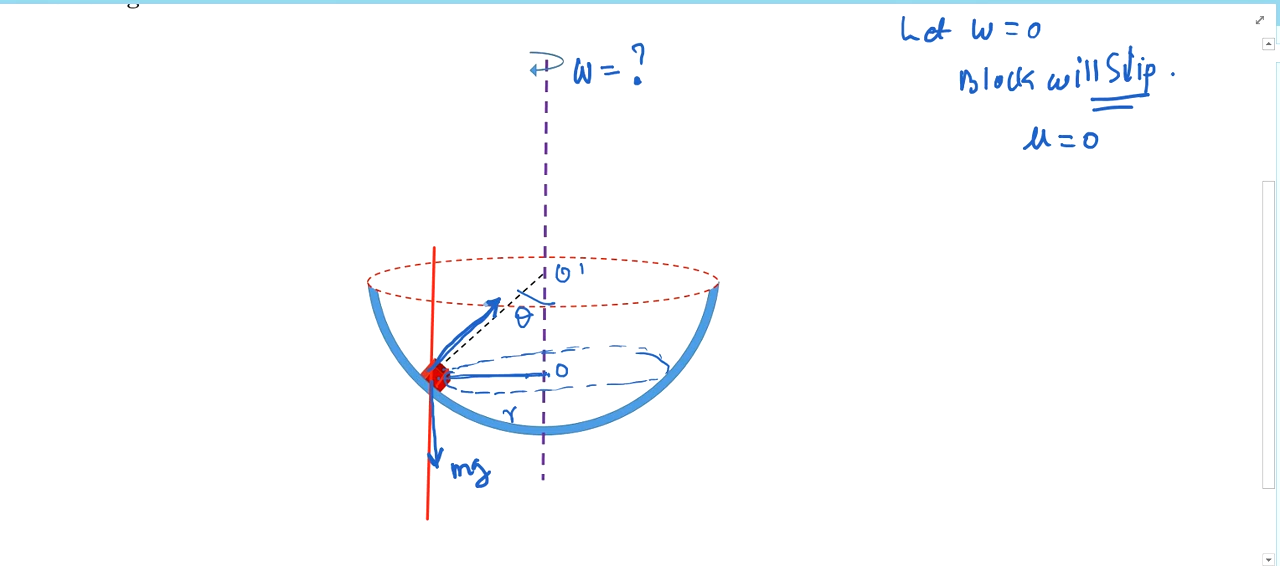 Let w = 0
w = ?
Block will Slip.
μ = 0
O'
θ
O
r
mg